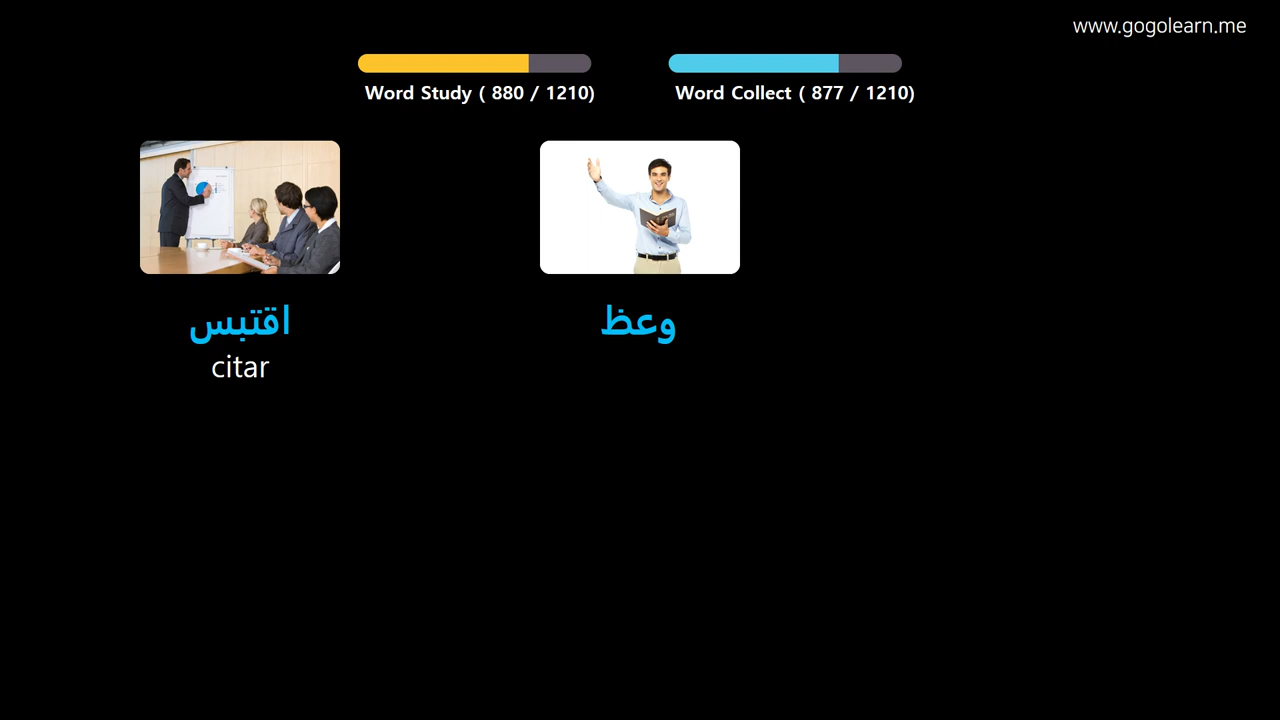 www.gogolearn.me
Word Study ( 880 / 1210)
Word Collect ( 877 / 1210)
اقتبس
citar
وعظ